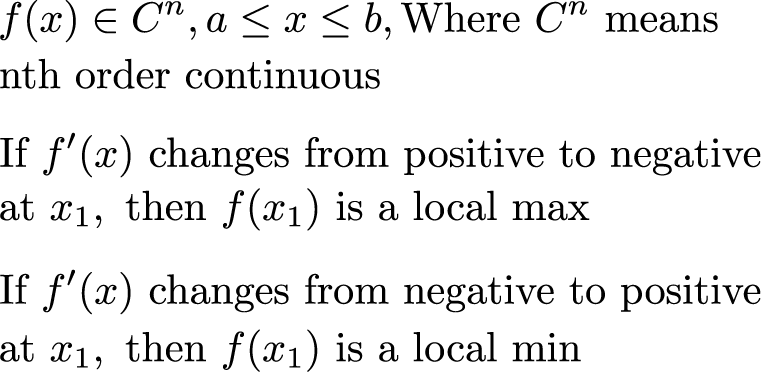 f(x) ∈ Cⁿ, a ≤ x ≤ b, Where Cⁿ means
nth order continuous
If f′(x) changes from positive to negative
at x₁, then f(x₁) is a local max
If f′(x) changes from negative to positive
at x₁, then f(x₁) is a local min